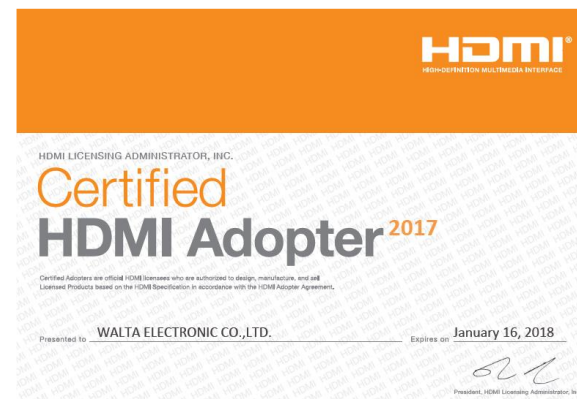 HDMI®
HIGH-DEFINITION MULTIMEDIA INTERFACE
HDMI LICENSING ADMINISTRATOR, INC.
Certified
HDMI Adopter 2017
Certified Adopters are official HDMI licensees who are authorized to design, manufacture, and sell
Licensed Products based on the HDMI Specification in accordance with the HDMI Adopter Agreement.
Presented to WALTA ELECTRONIC CO.,LTD. Expires on January 16, 2018
President, HDMI Licensing Administrator, In